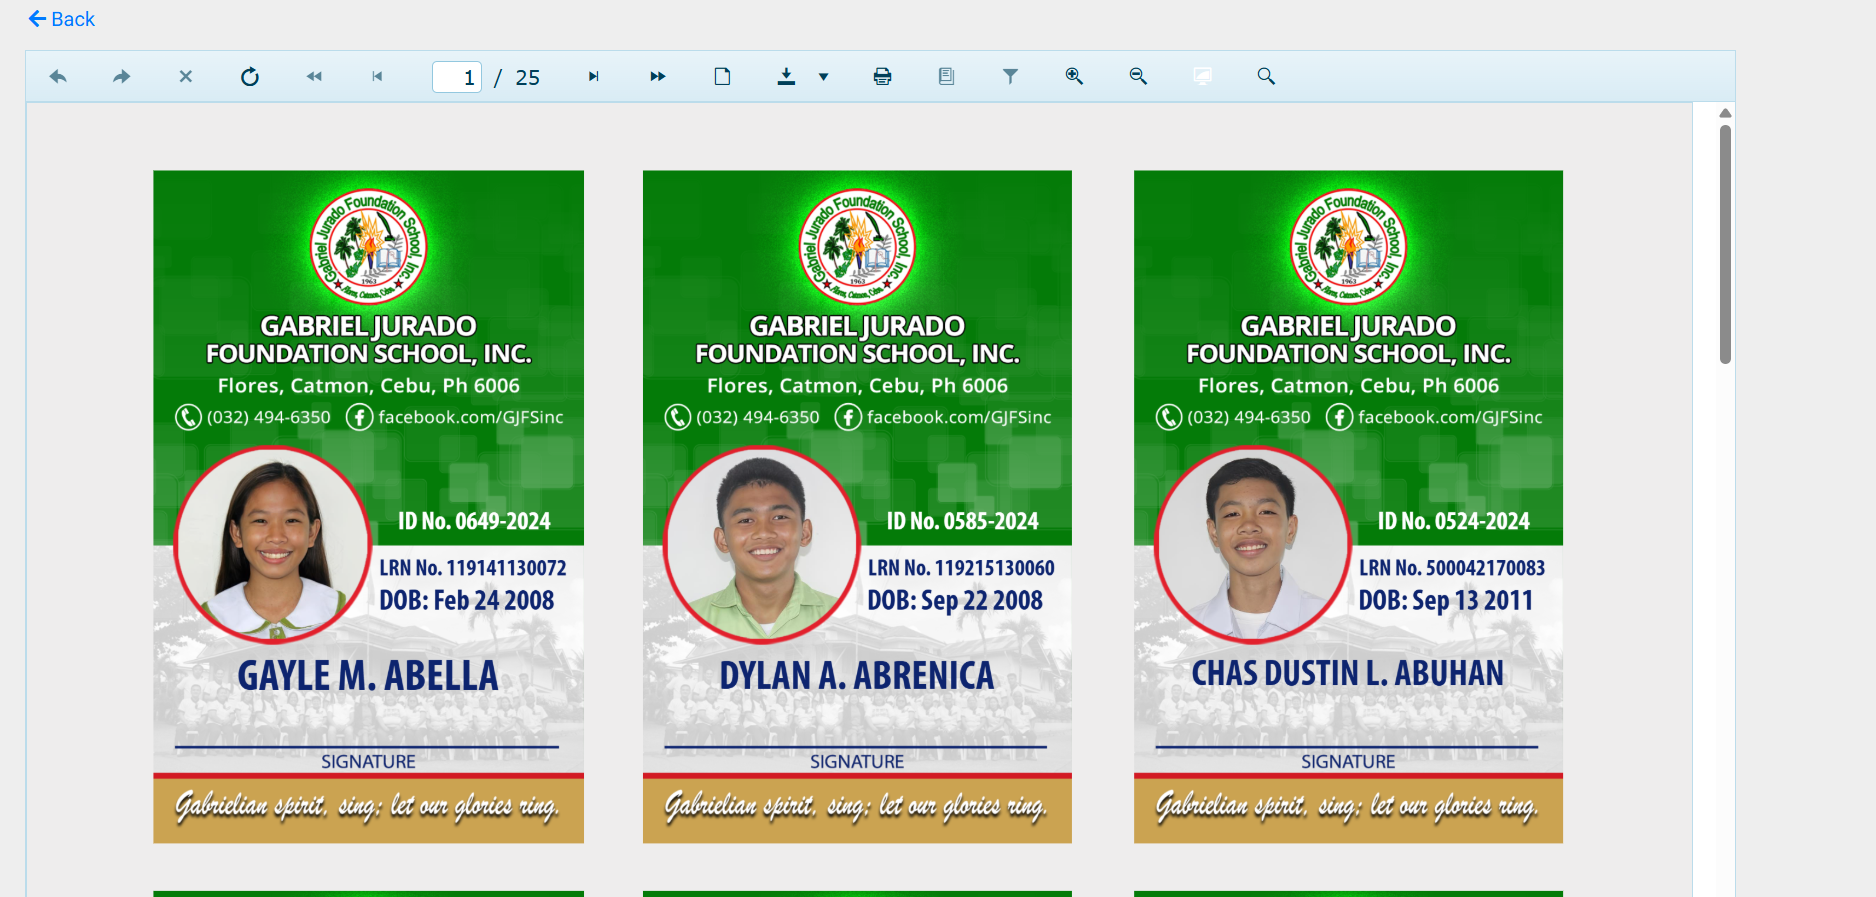 Back
1 / 25
Gabriel Jurado Foundation School, Inc.
1963
Flores, Catmon, Cebu
GABRIEL JURADO
FOUNDATION SCHOOL, INC.
Flores, Catmon, Cebu, Ph 6006
(032) 494-6350 facebook.com/GJFSinc
ID No. 0649-2024
LRN No. 119141130072
DOB: Feb 24 2008
GAYLE M. ABELLA
SIGNATURE
Gabrielian spirit, sing; let our glories ring.
Gabriel Jurado Foundation School, Inc.
1963
Flores, Catmon, Cebu
GABRIEL JURADO
FOUNDATION SCHOOL, INC.
Flores, Catmon, Cebu, Ph 6006
(032) 494-6350 facebook.com/GJFSinc
ID No. 0585-2024
LRN No. 119215130060
DOB: Sep 22 2008
DYLAN A. ABRENICA
SIGNATURE
Gabrielian spirit, sing; let our glories ring.
Gabriel Jurado Foundation School, Inc.
1963
Flores, Catmon, Cebu
GABRIEL JURADO
FOUNDATION SCHOOL, INC.
Flores, Catmon, Cebu, Ph 6006
(032) 494-6350 facebook.com/GJFSinc
ID No. 0524-2024
LRN No. 500042170083
DOB: Sep 13 2011
CHAS DUSTIN L. ABUHAN
SIGNATURE
Gabrielian spirit, sing; let our glories ring.